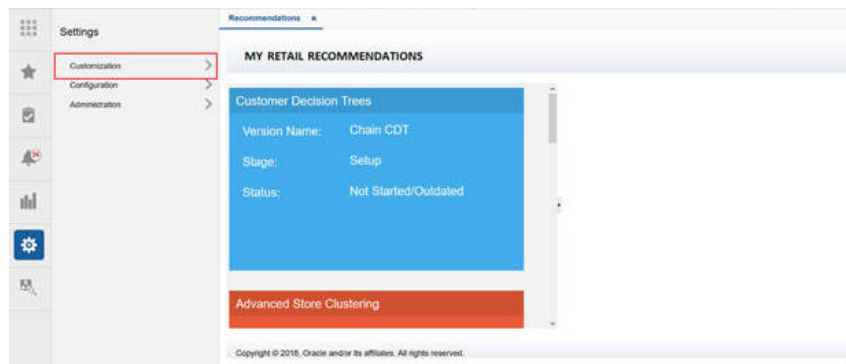 Recommendations ×
Settings
MY RETAIL RECOMMENDATIONS
Customization
Configuration
Administration
Customer Decision Trees
Version Name: Chain CDT
Stage: Setup
Status: Not Started/Outdated
Advanced Store Clustering
Copyright © 2016, Oracle and/or its affiliates. All rights reserved.